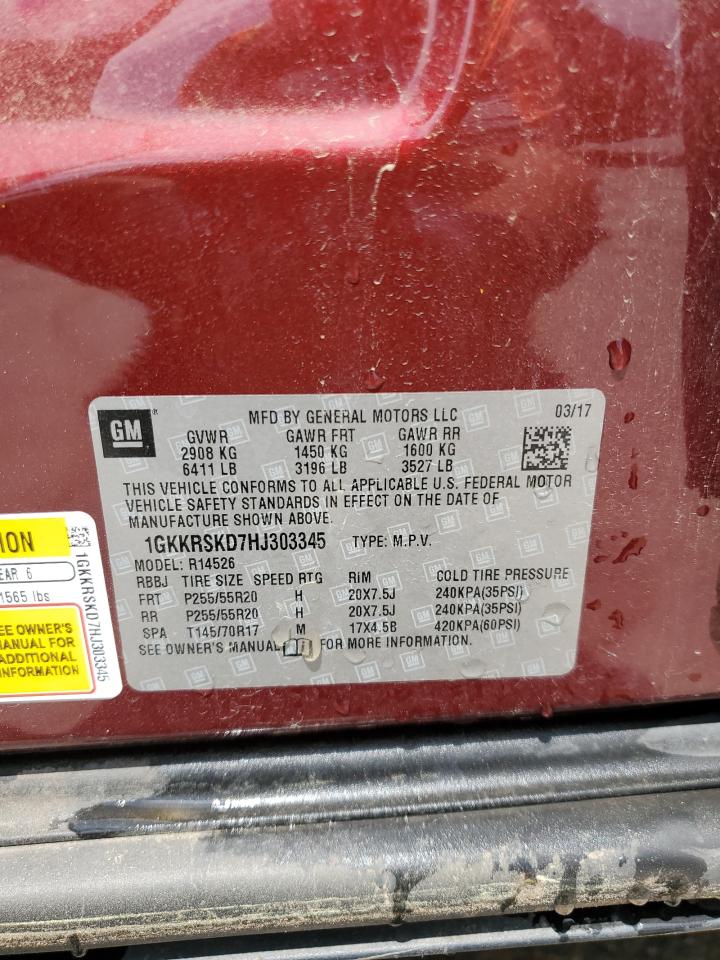 GM
®
MFD BY GENERAL MOTORS LLC 03/17
GVWR GAWR FRT GAWR RR
2908 KG 1450 KG 1600 KG
6411 LB 3196 LB 3527 LB
THIS VEHICLE CONFORMS TO ALL APPLICABLE U.S. FEDERAL MOTOR
VEHICLE SAFETY STANDARDS IN EFFECT ON THE DATE OF
MANUFACTURE SHOWN ABOVE.
1GKKRSKD7HJ303345 TYPE: M.P.V.
MODEL: R14526
RBBJ TIRE SIZE SPEED RTG RIM COLD TIRE PRESSURE
FRT P255/55R20 H 20X7.5J 240KPA(35PSI)
RR P255/55R20 H 20X7.5J 240KPA(35PSI)
SPA T145/70R17 M 17X4.5B 420KPA(60PSI)
SEE OWNER'S MANUAL FOR MORE INFORMATION.
ION
EAR 6
1565 lbs
EE OWNER'S
MANUAL FOR
ADDITIONAL
INFORMATION
1GKKRSKD7HJ303345